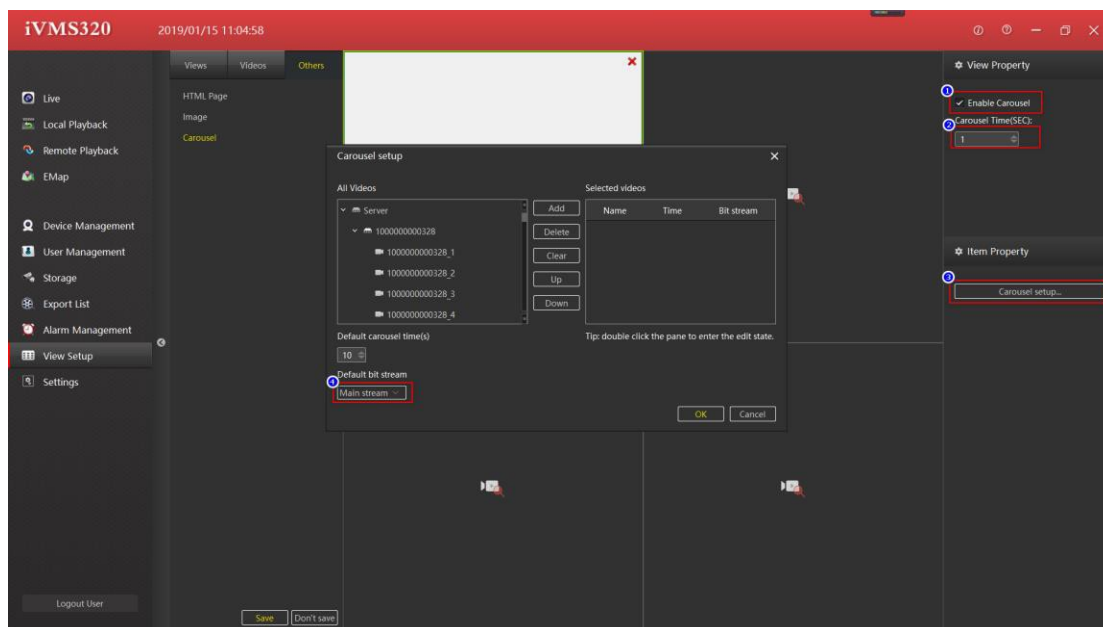 iVMS320
2019/01/15 11:04:58
Live
Local Playback
Remote Playback
EMap
Device Management
User Management
Storage
Export List
Alarm Management
View Setup
Settings
Logout User
Views Videos Others
HTML Page
Image
Carousel
Save Don't save
Carousel setup
All Videos
Server
1000000000328
1000000000328_1
1000000000328_2
1000000000328_3
1000000000328_4
Add
Delete
Clear
Up
Down
Selected videos
Name Time Bit stream
Default carousel time(s)
10
Tip: double click the pane to enter the edit state.
Default bit stream
4
Main stream
OK Cancel
View Property
1
Enable Carousel
2
Carousel Time(SEC):
1
Item Property
3
Carousel setup...